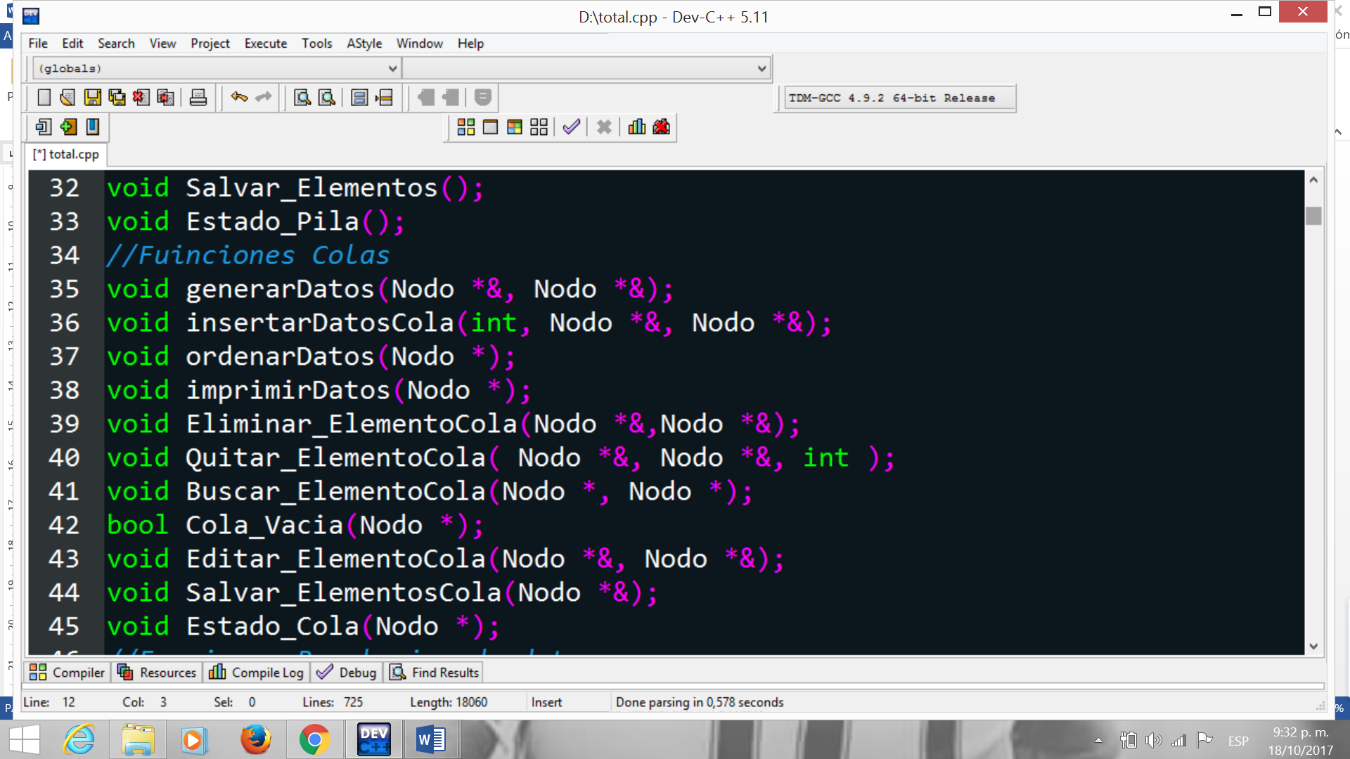 D:\total.cpp - Dev-C++ 5.11
File Edit Search View Project Execute Tools AStyle Window Help
(globals)
TDM-GCC 4.9.2 64-bit Release
[*] total.cpp
32 void Salvar_Elementos();
33 void Estado_Pila();
34 //Fuinciones Colas
35 void generarDatos(Nodo *&, Nodo *&);
36 void insertarDatosCola(int, Nodo *&, Nodo *&);
37 void ordenarDatos(Nodo *);
38 void imprimirDatos(Nodo *);
39 void Eliminar_ElementoCola(Nodo *&,Nodo *&);
40 void Quitar_ElementoCola( Nodo *&, Nodo *&, int );
41 void Buscar_ElementoCola(Nodo *, Nodo *);
42 bool Cola_Vacia(Nodo *);
43 void Editar_ElementoCola(Nodo *&, Nodo *&);
44 void Salvar_ElementosCola(Nodo *&);
45 void Estado_Cola(Nodo *);
Compiler Resources Compile Log Debug Find Results
Line: 12 Col: 3 Sel: 0 Lines: 725 Length: 18060 Insert Done parsing in 0,578 seconds
DEV C++
ESP
9:32 p. m.
18/10/2017